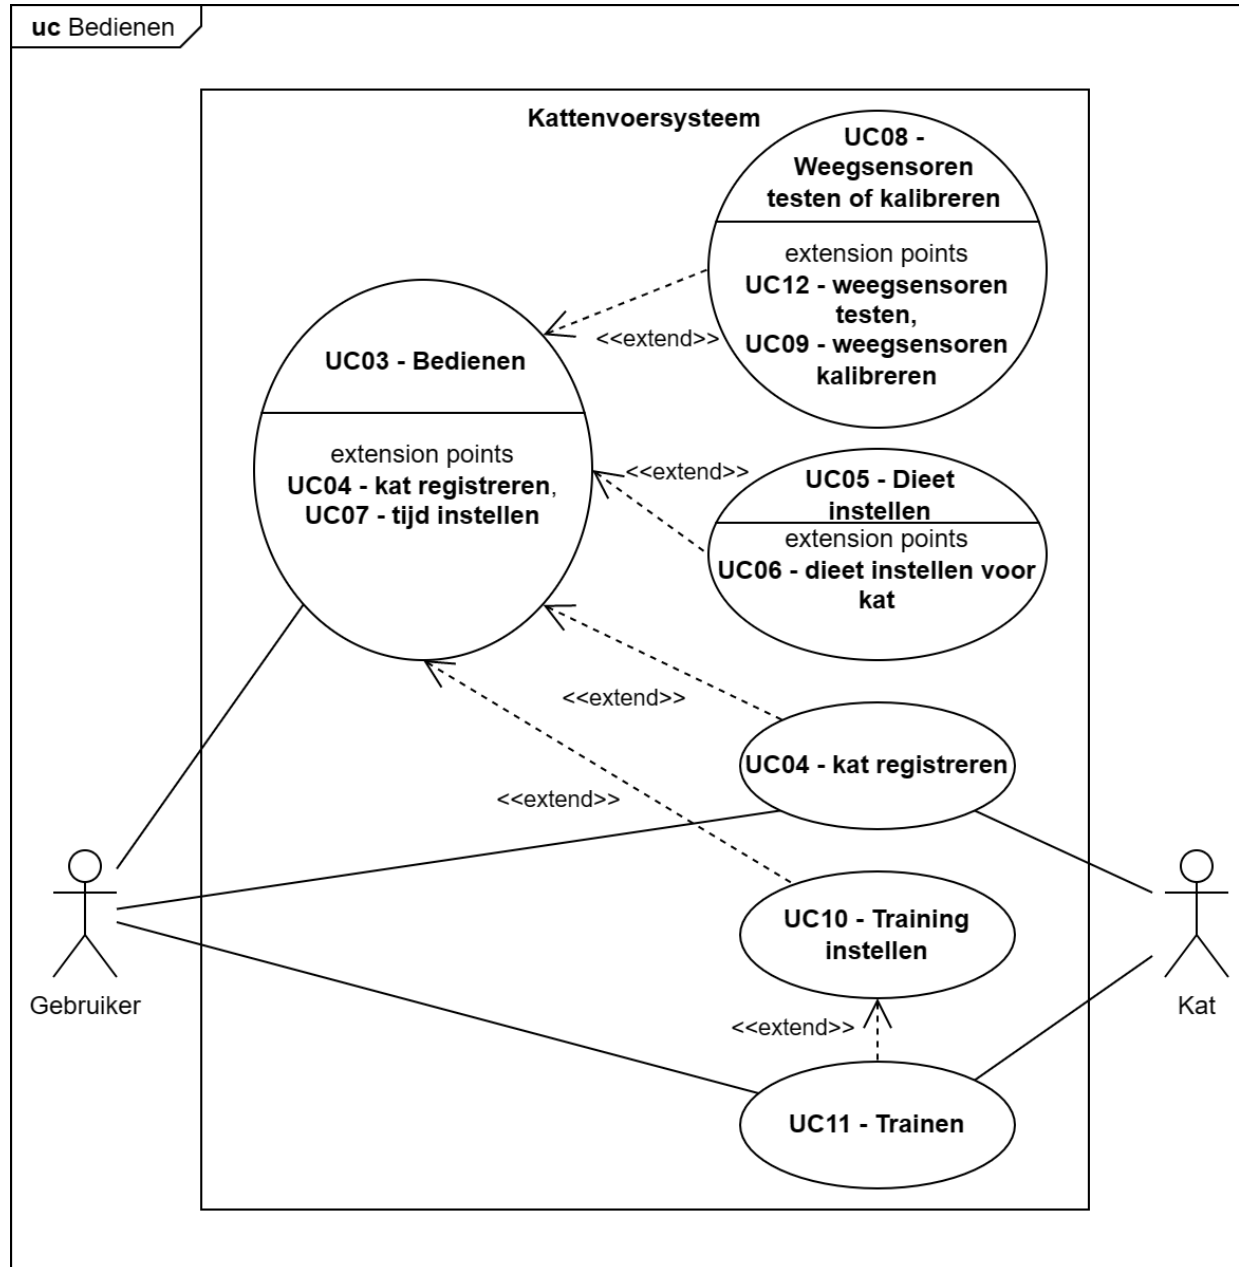 uc Bedienen
Kattenvoersysteem
UC08 -
Weegsensoren
testen of kalibreren
extension points
UC12 - weegsensoren
testen,
UC09 - weegsensoren
kalibreren
<<extend>>
UC03 - Bedienen
extension points
UC04 - kat registreren,
UC07 - tijd instellen
<<extend>>
UC05 - Dieet
instellen
extension points
UC06 - dieet instellen voor
kat
<<extend>>
UC04 - kat registreren
<<extend>>
UC10 - Training
instellen
Gebruiker
Kat
<<extend>>
UC11 - Trainen